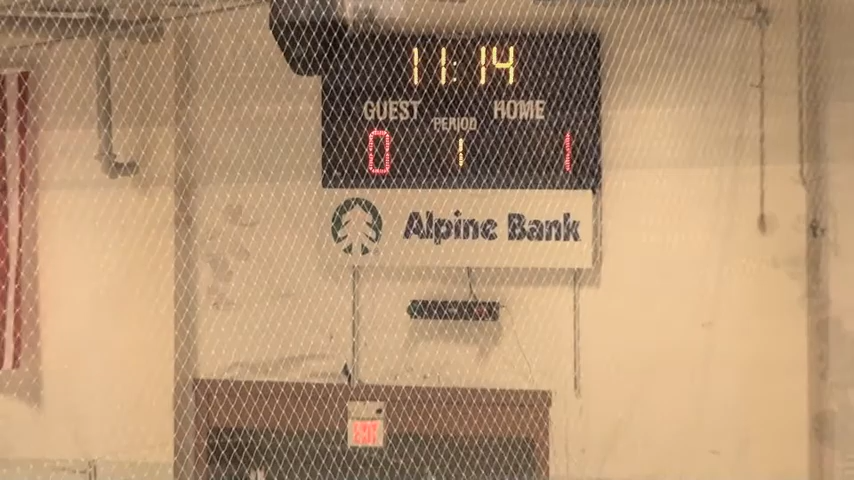 11:14
GUEST PERIOD HOME
0 1 1
Alpine Bank
EXIT